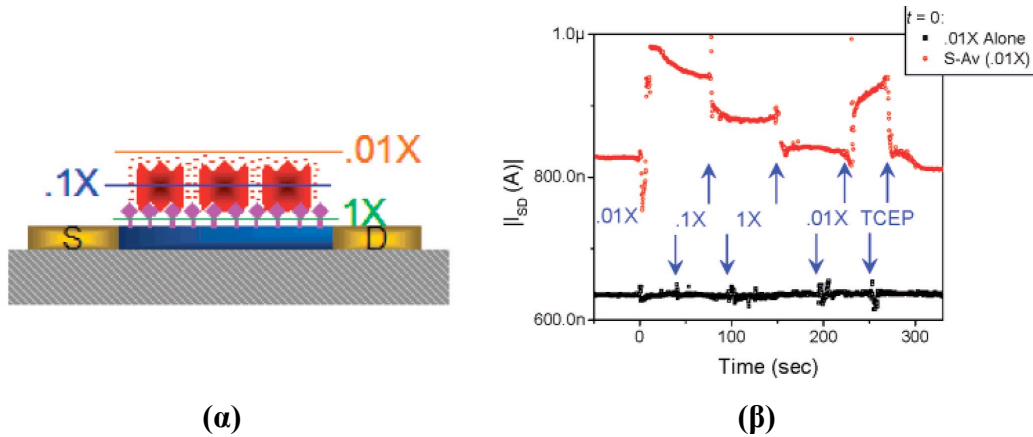 .01X
.1X
1X
S
D
(α)
t = 0:
.01X Alone
S-Av (.01X)
1.0µ
800.0n
600.0n
|I_SD (A)|
.01X
.1X
1X
.01X
TCEP
0
100
200
300
Time (sec)
(β)